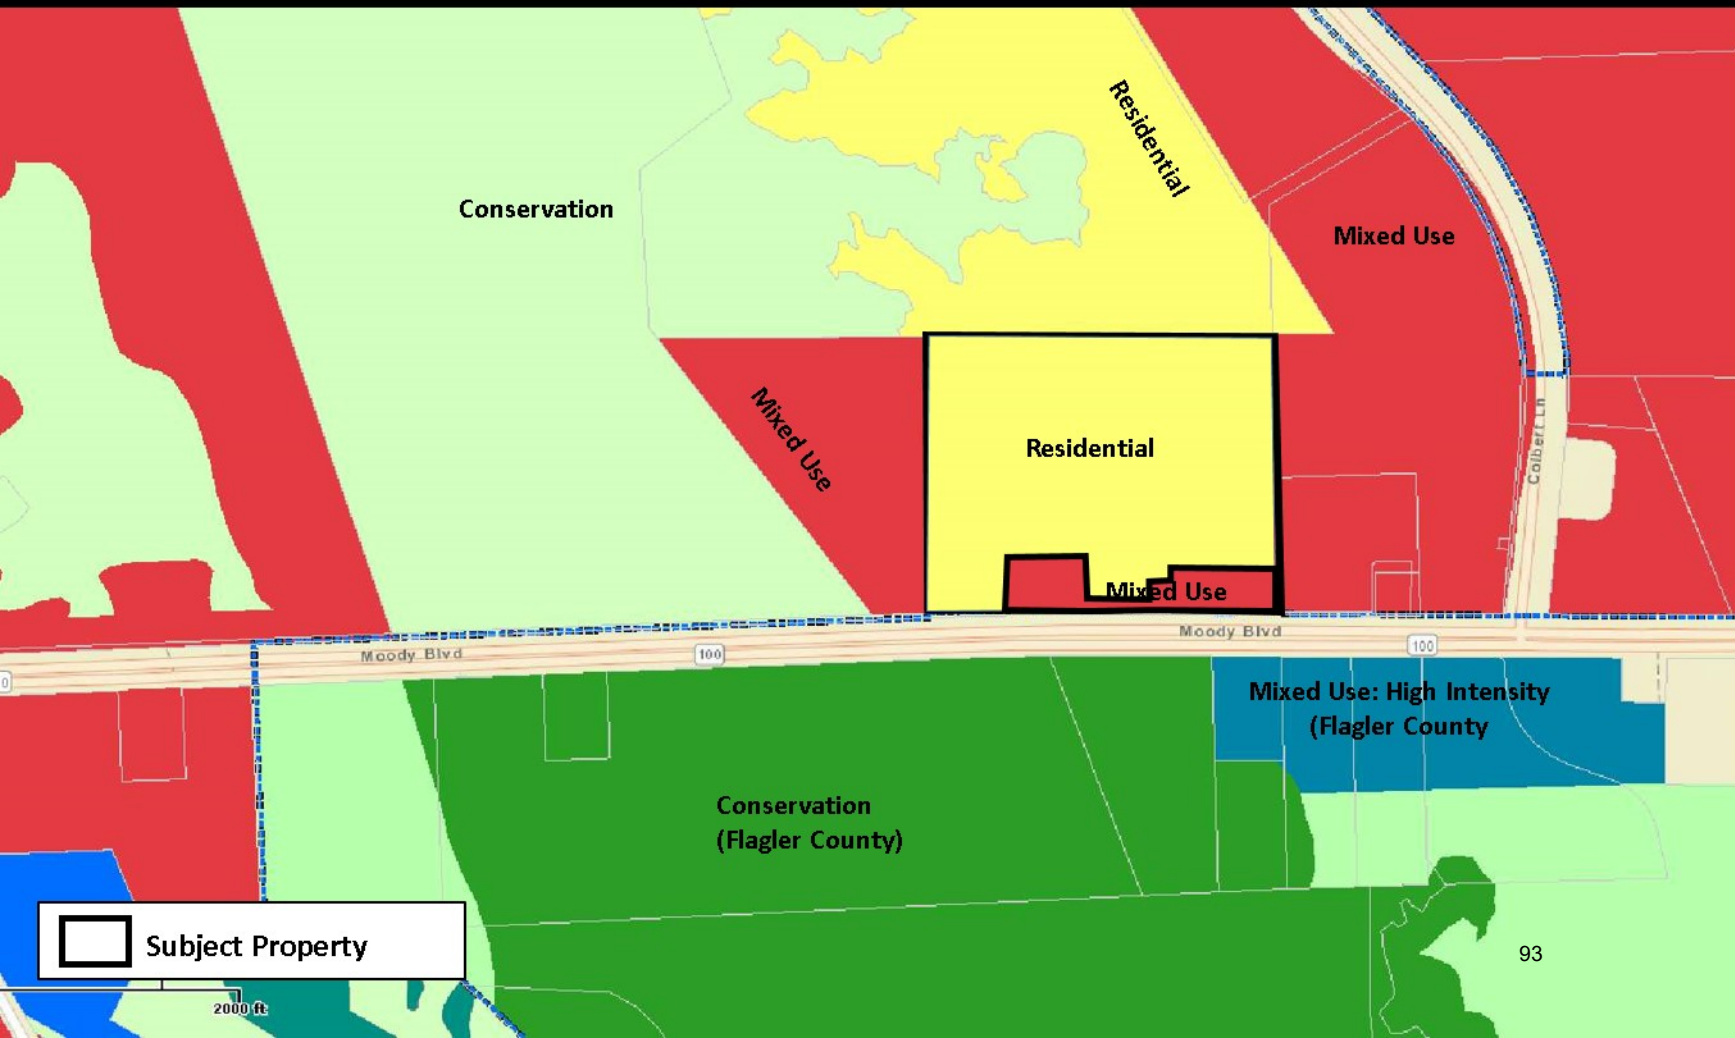 Residential
Conservation
Mixed Use
Mixed Use
Residential
Colbert Ln
Mixed Use
Moody Blvd
Moody Blvd
100
100
0
Mixed Use: High Intensity
(Flagler County
Conservation
(Flagler County)
Subject Property
93
2000 ft